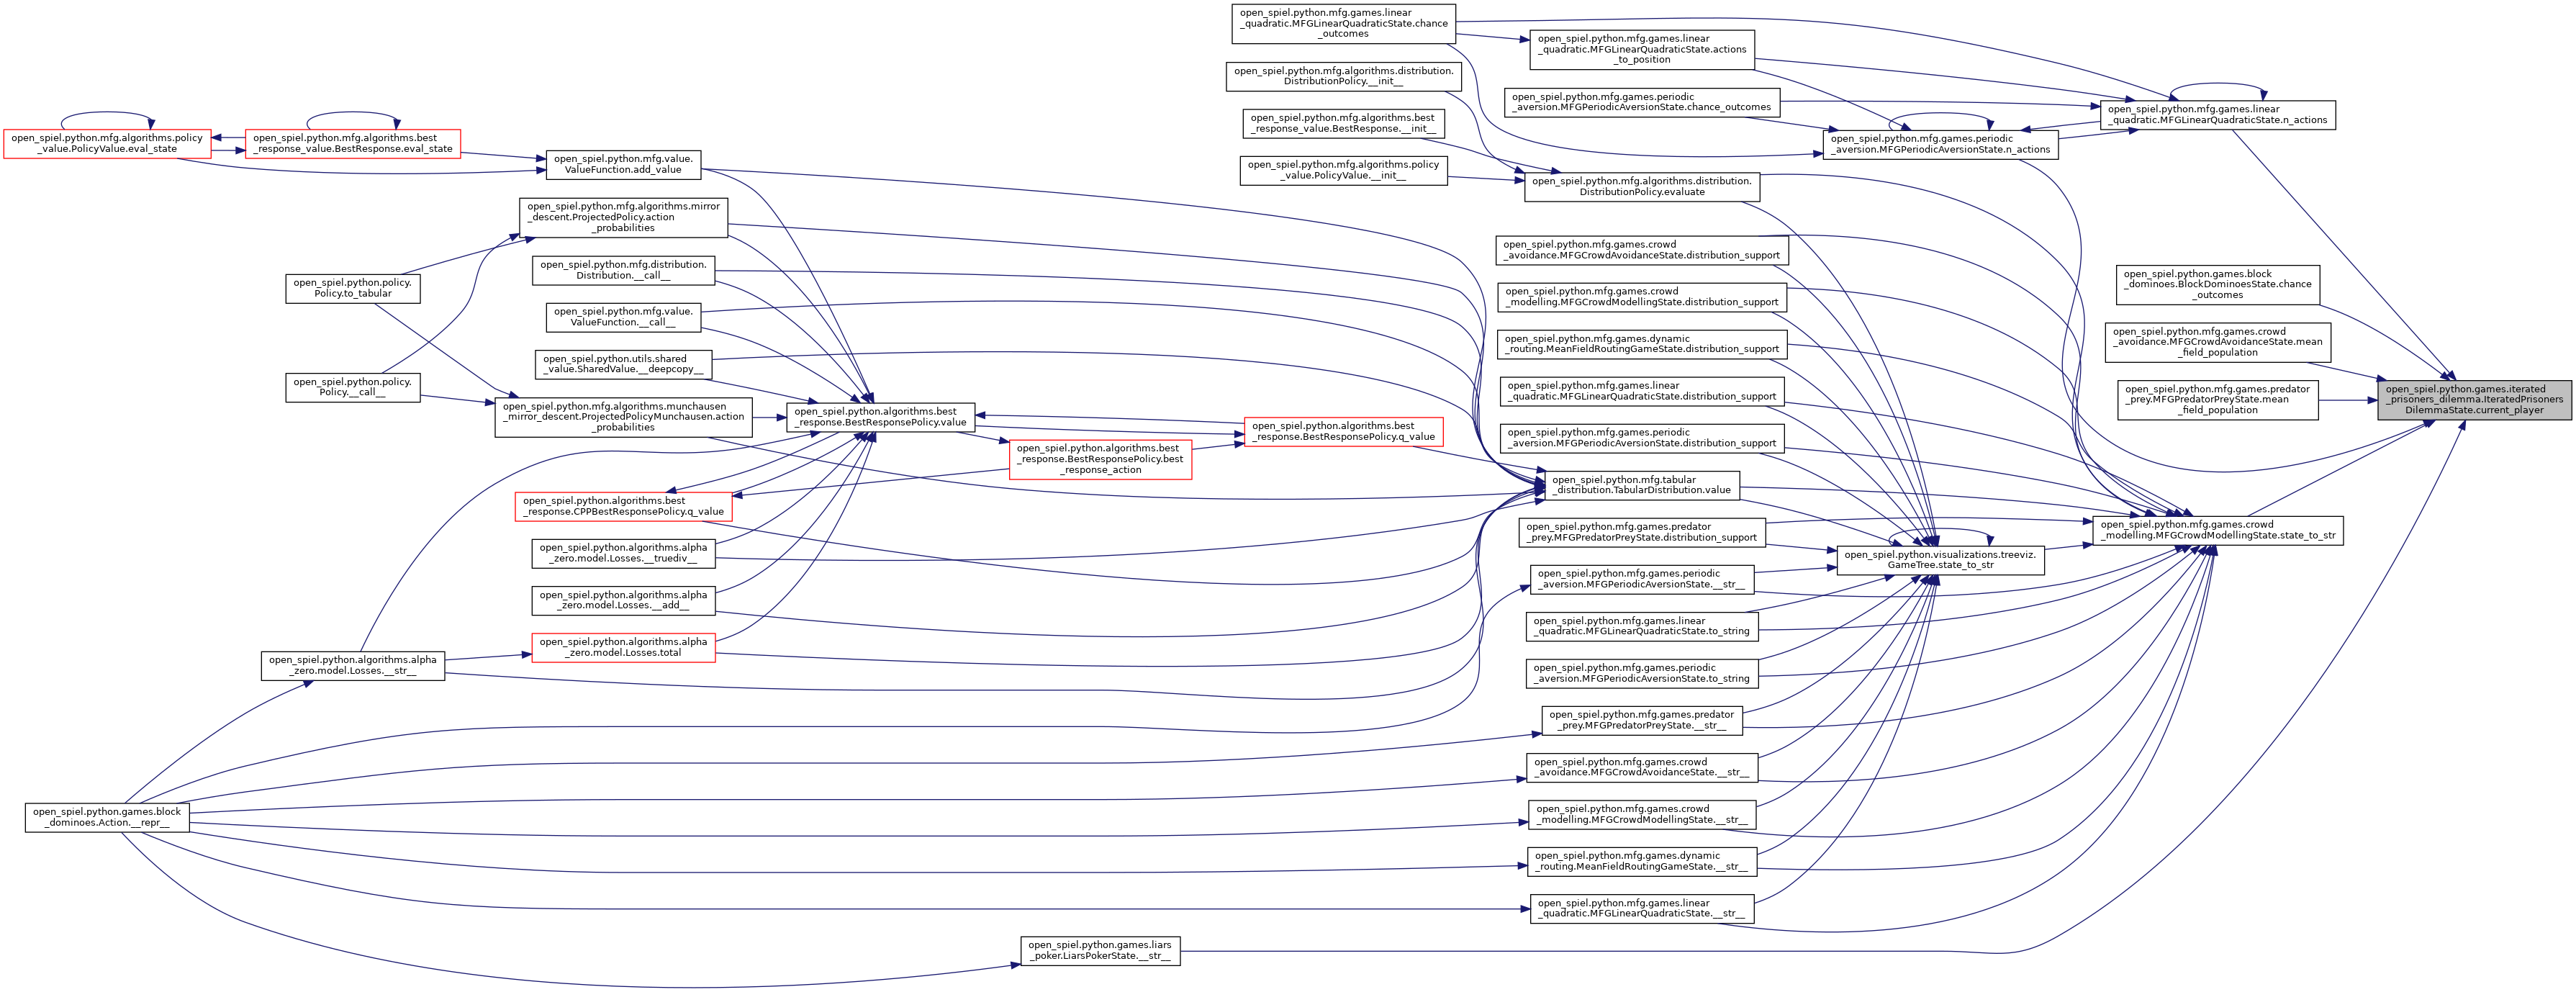 open_spiel.python.mfg.games.linear
_quadratic.MFGLinearQuadraticState.chance
_outcomes
open_spiel.python.mfg.games.linear
_quadratic.MFGLinearQuadraticState.actions
_to_position
open_spiel.python.mfg.algorithms.distribution.
DistributionPolicy.__init__
open_spiel.python.mfg.games.periodic
_aversion.MFGPeriodicAversionState.chance_outcomes
open_spiel.python.mfg.games.linear
_quadratic.MFGLinearQuadraticState.n_actions
open_spiel.python.mfg.algorithms.best
_response_value.BestResponse.__init__
open_spiel.python.mfg.games.periodic
_aversion.MFGPeriodicAversionState.n_actions
open_spiel.python.mfg.algorithms.policy
_value.PolicyValue.eval_state
open_spiel.python.mfg.algorithms.best
_response_value.BestResponse.eval_state
open_spiel.python.mfg.value.
ValueFunction.add_value
open_spiel.python.mfg.algorithms.policy
_value.PolicyValue.__init__
open_spiel.python.mfg.algorithms.distribution.
DistributionPolicy.evaluate
open_spiel.python.mfg.algorithms.mirror
_descent.ProjectedPolicy.action
_probabilities
open_spiel.python.mfg.games.crowd
_avoidance.MFGCrowdAvoidanceState.distribution_support
open_spiel.python.mfg.distribution.
Distribution.__call__
open_spiel.python.games.block
_dominoes.BlockDominoesState.chance
_outcomes
open_spiel.python.policy.
Policy.to_tabular
open_spiel.python.mfg.games.crowd
_modelling.MFGCrowdModellingState.distribution_support
open_spiel.python.mfg.value.
ValueFunction.__call__
open_spiel.python.mfg.games.dynamic
_routing.MeanFieldRoutingGameState.distribution_support
open_spiel.python.mfg.games.crowd
_avoidance.MFGCrowdAvoidanceState.mean
_field_population
open_spiel.python.utils.shared
_value.SharedValue.__deepcopy__
open_spiel.python.policy.
Policy.__call__
open_spiel.python.mfg.games.linear
_quadratic.MFGLinearQuadraticState.distribution_support
open_spiel.python.mfg.games.predator
_prey.MFGPredatorPreyState.mean
_field_population
open_spiel.python.games.iterated
_prisoners_dilemma.IteratedPrisoners
DilemmaState.current_player
open_spiel.python.mfg.algorithms.munchausen
_mirror_descent.ProjectedPolicyMunchausen.action
_probabilities
open_spiel.python.algorithms.best
_response.BestResponsePolicy.value
open_spiel.python.algorithms.best
_response.BestResponsePolicy.q_value
open_spiel.python.mfg.games.periodic
_aversion.MFGPeriodicAversionState.distribution_support
open_spiel.python.algorithms.best
_response.BestResponsePolicy.best
_response_action
open_spiel.python.mfg.tabular
_distribution.TabularDistribution.value
open_spiel.python.algorithms.best
_response.CPPBestResponsePolicy.q_value
open_spiel.python.mfg.games.predator
_prey.MFGPredatorPreyState.distribution_support
open_spiel.python.mfg.games.crowd
_modelling.MFGCrowdModellingState.state_to_str
open_spiel.python.algorithms.alpha
_zero.model.Losses.__truediv__
open_spiel.python.visualizations.treeviz.
GameTree.state_to_str
open_spiel.python.mfg.games.periodic
_aversion.MFGPeriodicAversionState.__str__
open_spiel.python.algorithms.alpha
_zero.model.Losses.__add__
open_spiel.python.mfg.games.linear
_quadratic.MFGLinearQuadraticState.to_string
open_spiel.python.algorithms.alpha
_zero.model.Losses.total
open_spiel.python.algorithms.alpha
_zero.model.Losses.__str__
open_spiel.python.mfg.games.periodic
_aversion.MFGPeriodicAversionState.to_string
open_spiel.python.mfg.games.predator
_prey.MFGPredatorPreyState.__str__
open_spiel.python.mfg.games.crowd
_avoidance.MFGCrowdAvoidanceState.__str__
open_spiel.python.games.block
_dominoes.Action.__repr__
open_spiel.python.mfg.games.crowd
_modelling.MFGCrowdModellingState.__str__
open_spiel.python.mfg.games.dynamic
_routing.MeanFieldRoutingGameState.__str__
open_spiel.python.mfg.games.linear
_quadratic.MFGLinearQuadraticState.__str__
open_spiel.python.games.liars
_poker.LiarsPokerState.__str__